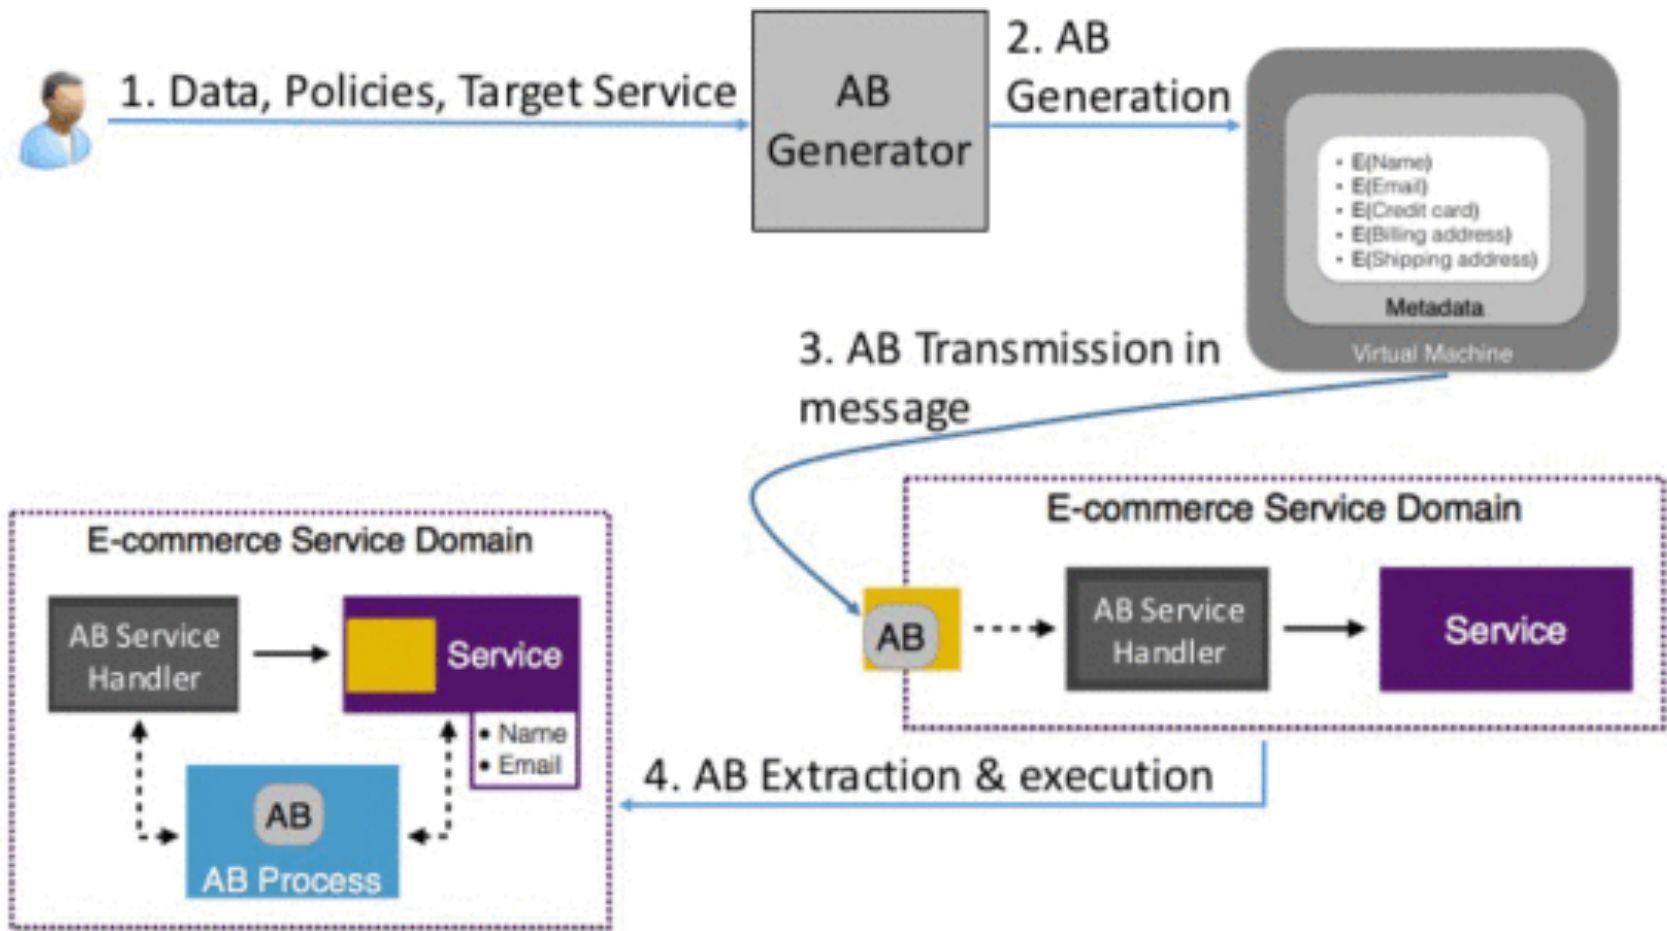 1. Data, Policies, Target Service
AB
Generator
2. AB
Generation
• E(Name)
• E(Email)
• E(Credit card)
• E(Billing address)
• E(Shipping address)
Metadata
Virtual Machine
3. AB Transmission in
message
E-commerce Service Domain
AB
AB Service
Handler
Service
4. AB Extraction & execution
E-commerce Service Domain
AB Service
Handler
Service
• Name
• Email
AB
AB Process